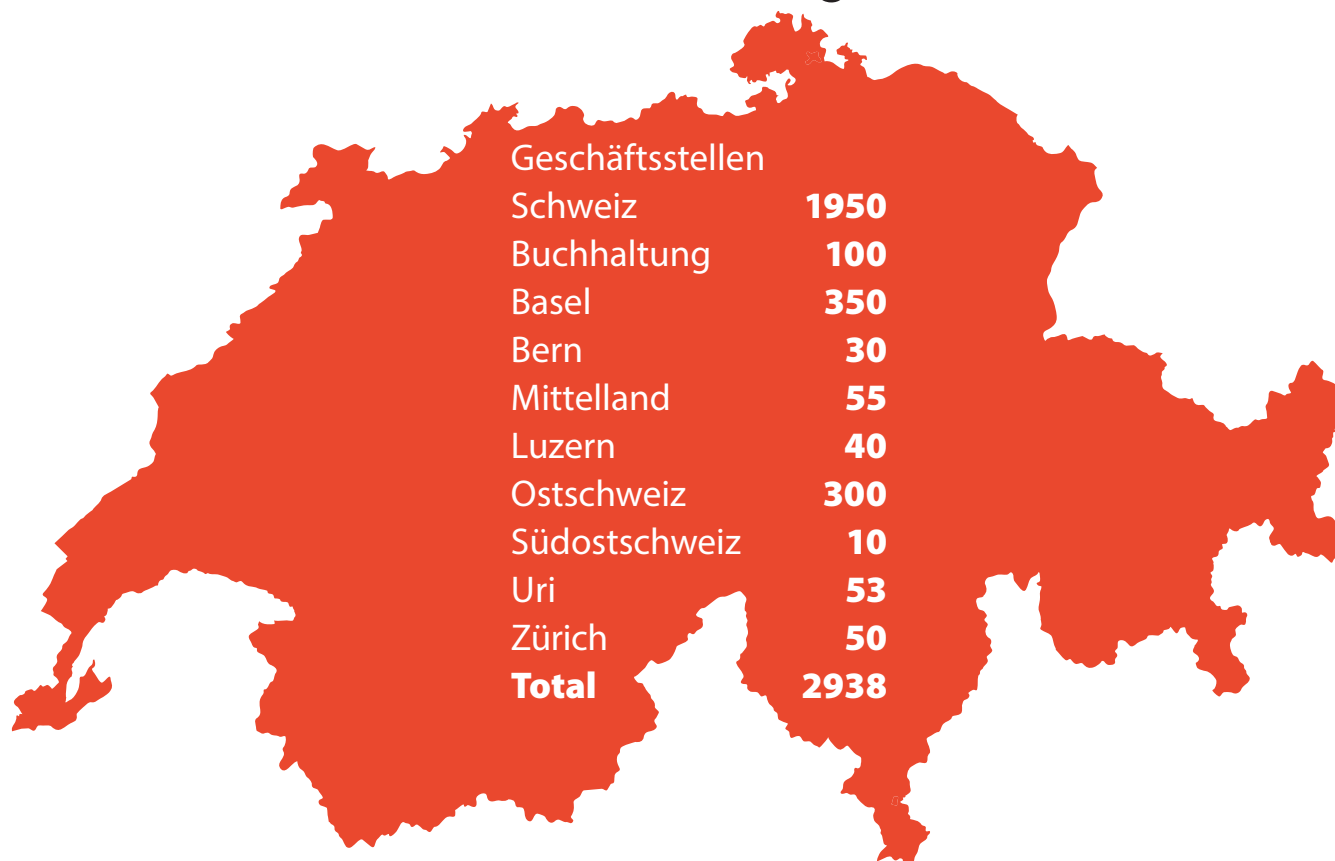 Geschäftsstellen
Schweiz 1950
Buchhaltung 100
Basel 350
Bern 30
Mittelland 55
Luzern 40
Ostschweiz 300
Südostschweiz 10
Uri 53
Zürich 50
Total 2938